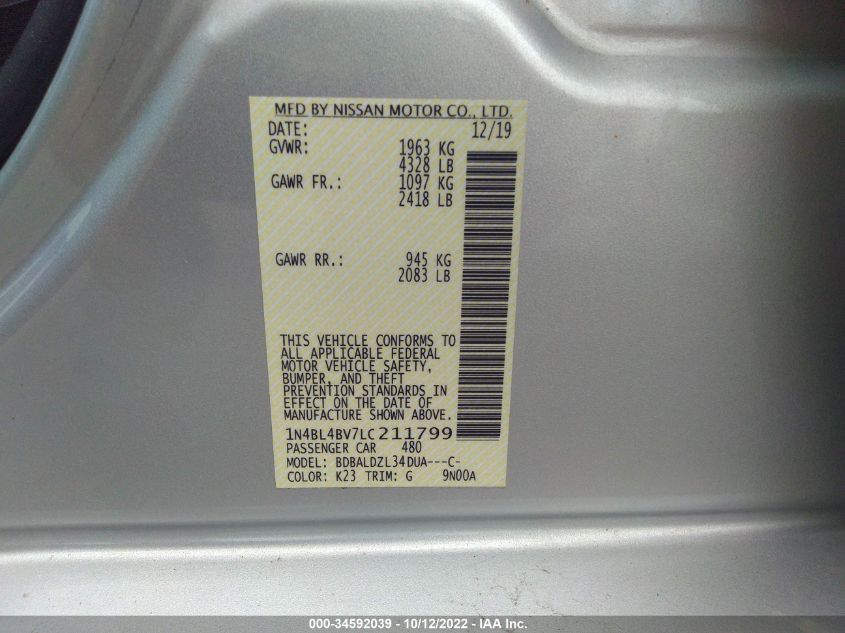 MFD BY NISSAN MOTOR CO., LTD.
DATE: 12/19
GVWR: 1963 KG
4328 LB
GAWR FR.: 1097 KG
2418 LB
GAWR RR.: 945 KG
2083 LB
THIS VEHICLE CONFORMS TO
ALL APPLICABLE FEDERAL
MOTOR VEHICLE SAFETY,
BUMPER, AND THEFT
PREVENTION STANDARDS IN
EFFECT ON THE DATE OF
MANUFACTURE SHOWN ABOVE.
1N4BL4BV7LC211799
PASSENGER CAR 480
MODEL: BDBALDZL34DUA---C-
COLOR: K23 TRIM: G 9N00A
000-34592039 - 10/12/2022 - IAA Inc.